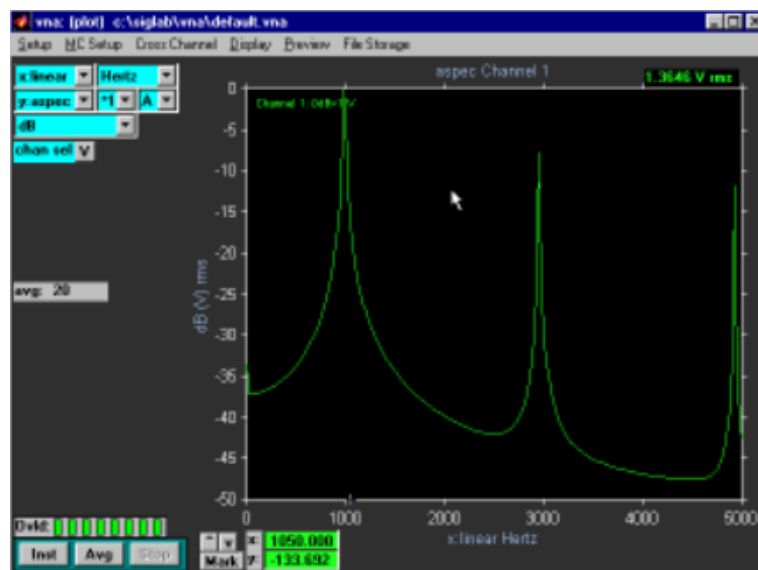 vna: (plot) c:\siglab\vna\default.vna
Setup MC Setup Cross Channel Display Preview File Storage
x:linear Hertz
y:aspec *1 A
dB
chan sel V
avg: 20
aspec Channel 1
1.3646 V rms
Channel 1: 0dB=1V
dB (V) rms
0
-5
-10
-15
-20
-25
-30
-35
-40
-45
-50
0 1000 2000 3000 4000 5000
x:linear Hertz
Ovld:
Inst Avg Stop
^ v x: 1050.000
Mark y: -133.692